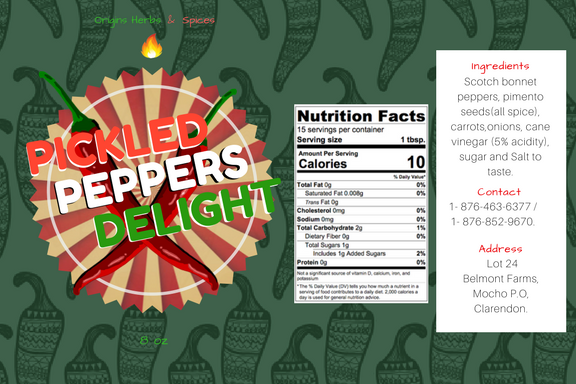 Origins Herbs & Spices
PICKLED
PEPPERS
DELIGHT
8 oz
Nutrition Facts
15 servings per container
Serving size 1 tbsp.
Amount Per Serving
Calories 10
% Daily Value*
Total Fat 0g 0%
Saturated Fat 0.008g 0%
Trans Fat 0g
Cholesterol 0mg 0%
Sodium 0mg 0%
Total Carbohydrate 2g 1%
Dietary Fiber 0g 0%
Total Sugars 1g
Includes 1g Added Sugars 2%
Protein 0g 0%
Not a significant source of vitamin D, calcium, iron, and
potassium
*The % Daily Value (DV) tells you how much a nutrient in a
serving of food contributes to a daily diet. 2,000 calories a
day is used for general nutrition advice.
Ingredients
Scotch bonnet
peppers, pimento
seeds(all spice),
carrots,onions, cane
vinegar (5% acidity),
sugar and Salt to
taste.
Contact
1- 876-463-6377 /
1- 876-852-9670.
Address
Lot 24
Belmont Farms,
Mocho P.O,
Clarendon.